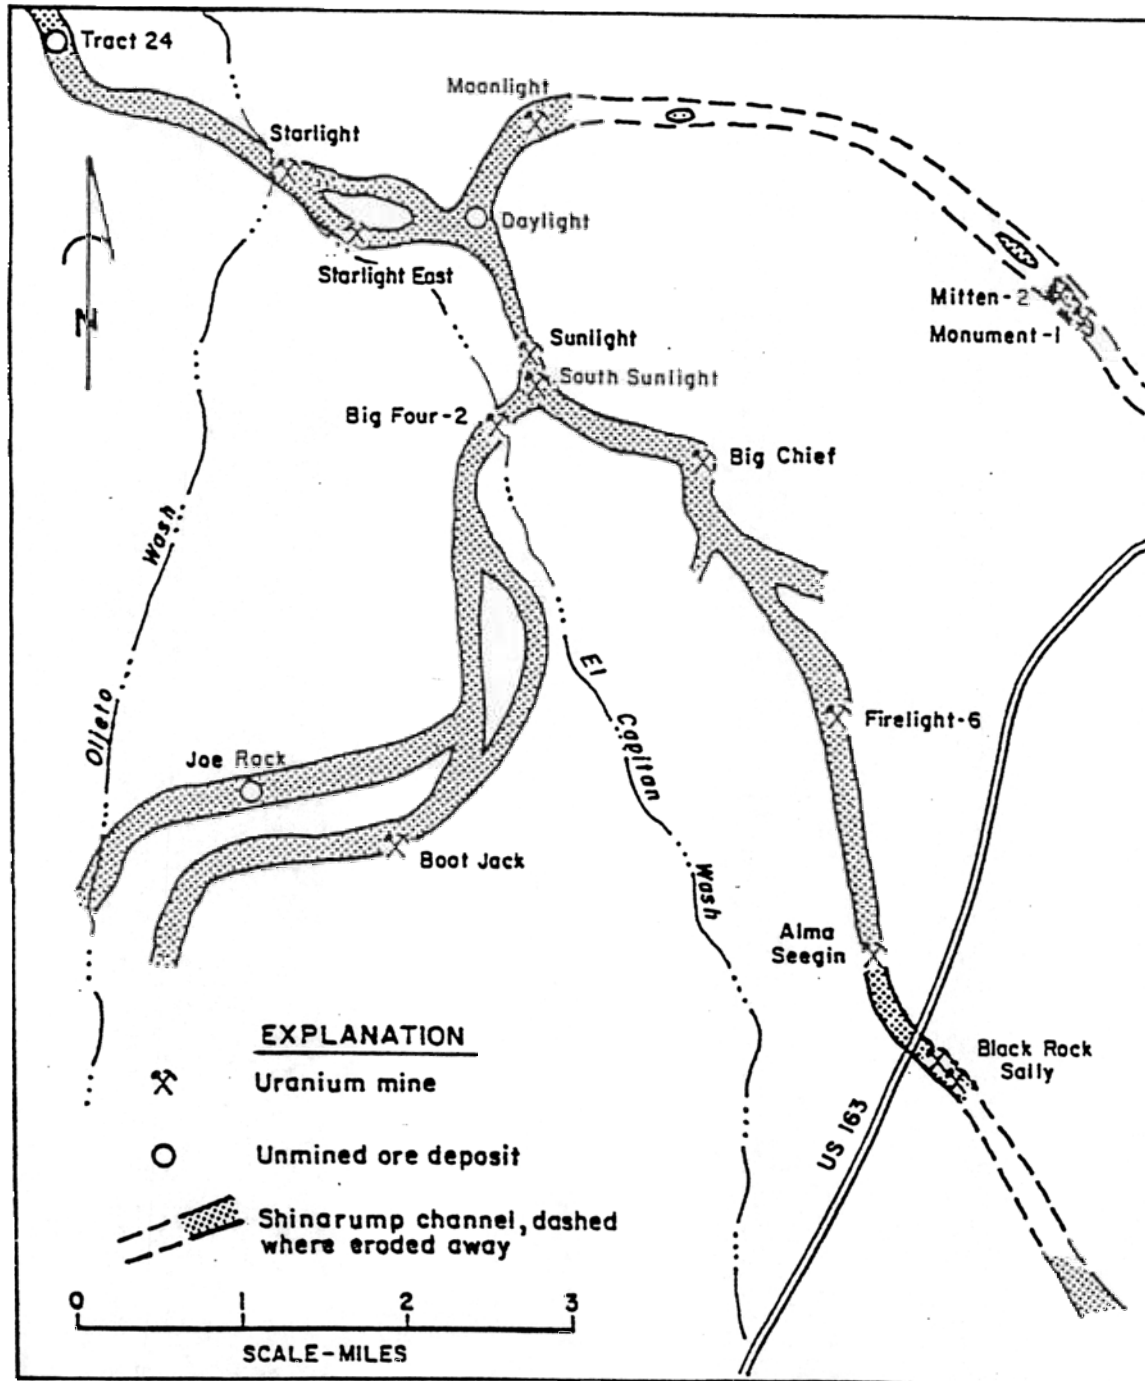 Tract 24
Moonlight
Starlight
Daylight
Starlight East
N
Mitten-2
Monument-1
Sunlight
South Sunlight
Big Four-2
Big Chief
Wash
Olјeto
El
Capitan
Wash
Firelight-6
Joe Rock
Boot Jack
Alma
Seegin
Black Rock
Sally
US 163
EXPLANATION
Uranium mine
Unmined ore deposit
Shinarump channel, dashed
where eroded away
0 1 2 3
SCALE-MILES